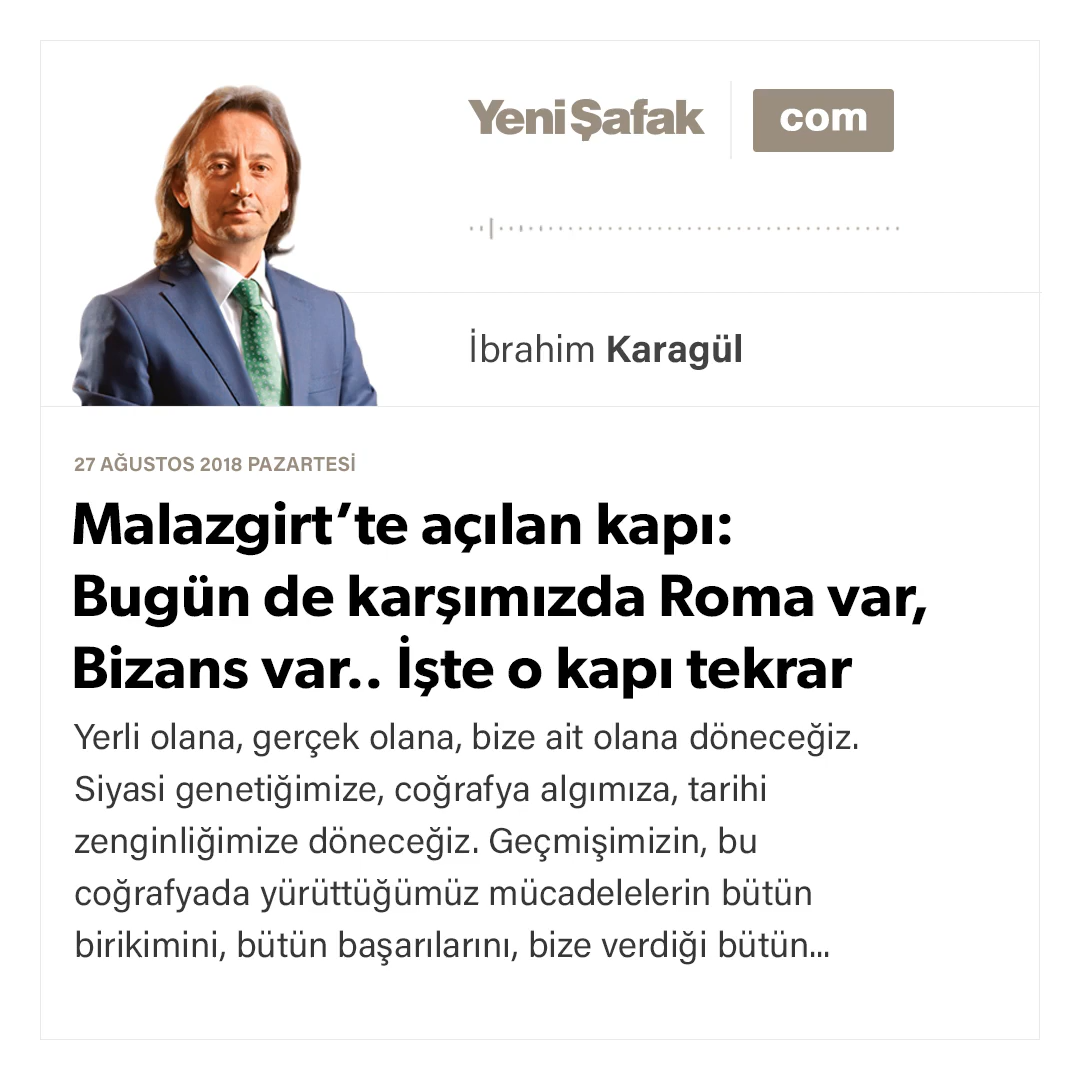 YeniŞafak com
İbrahim Karagül
27 AĞUSTOS 2018 PAZARTESİ
Malazgirt’te açılan kapı:
Bugün de karşımızda Roma var,
Bizans var.. İşte o kapı tekrar
Yerli olana, gerçek olana, bize ait olana döneceğiz.
Siyasi genetiğimize, coğrafya algımıza, tarihi
zenginliğimize döneceğiz. Geçmişimizin, bu
coğrafyada yürüttüğümüz mücadelelerin bütün
birikimini, bütün başarılarını, bize verdiği bütün...